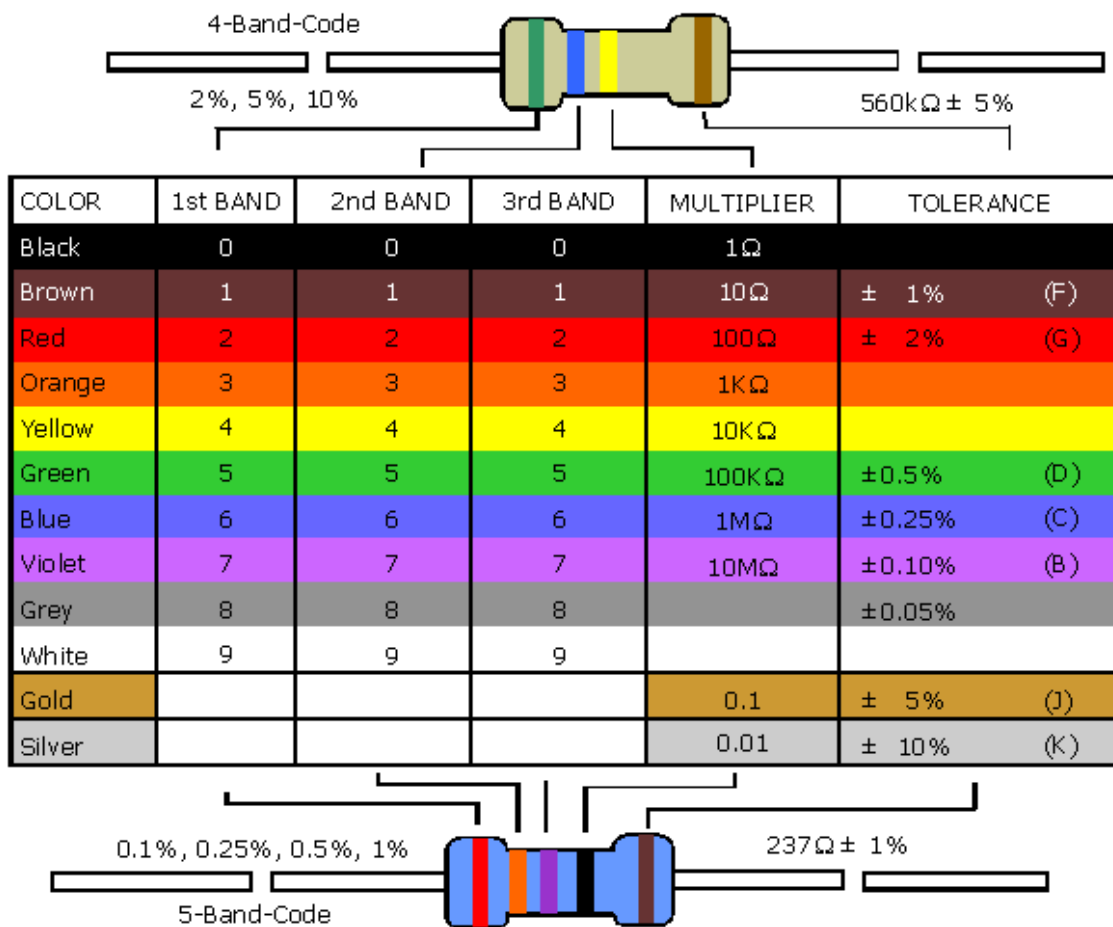 4-Band-Code
2%, 5%, 10%
560kΩ ± 5%
COLOR 1st BAND 2nd BAND 3rd BAND MULTIPLIER TOLERANCE
Black 0 0 0 1Ω
Brown 1 1 1 10Ω ± 1% (F)
Red 2 2 2 100Ω ± 2% (G)
Orange 3 3 3 1KΩ
Yellow 4 4 4 10KΩ
Green 5 5 5 100KΩ ±0.5% (D)
Blue 6 6 6 1MΩ ±0.25% (C)
Violet 7 7 7 10MΩ ±0.10% (B)
Grey 8 8 8 ±0.05%
White 9 9 9
Gold 0.1 ± 5% (J)
Silver 0.01 ± 10% (K)
0.1%, 0.25%, 0.5%, 1%
237Ω ± 1%
5-Band-Code